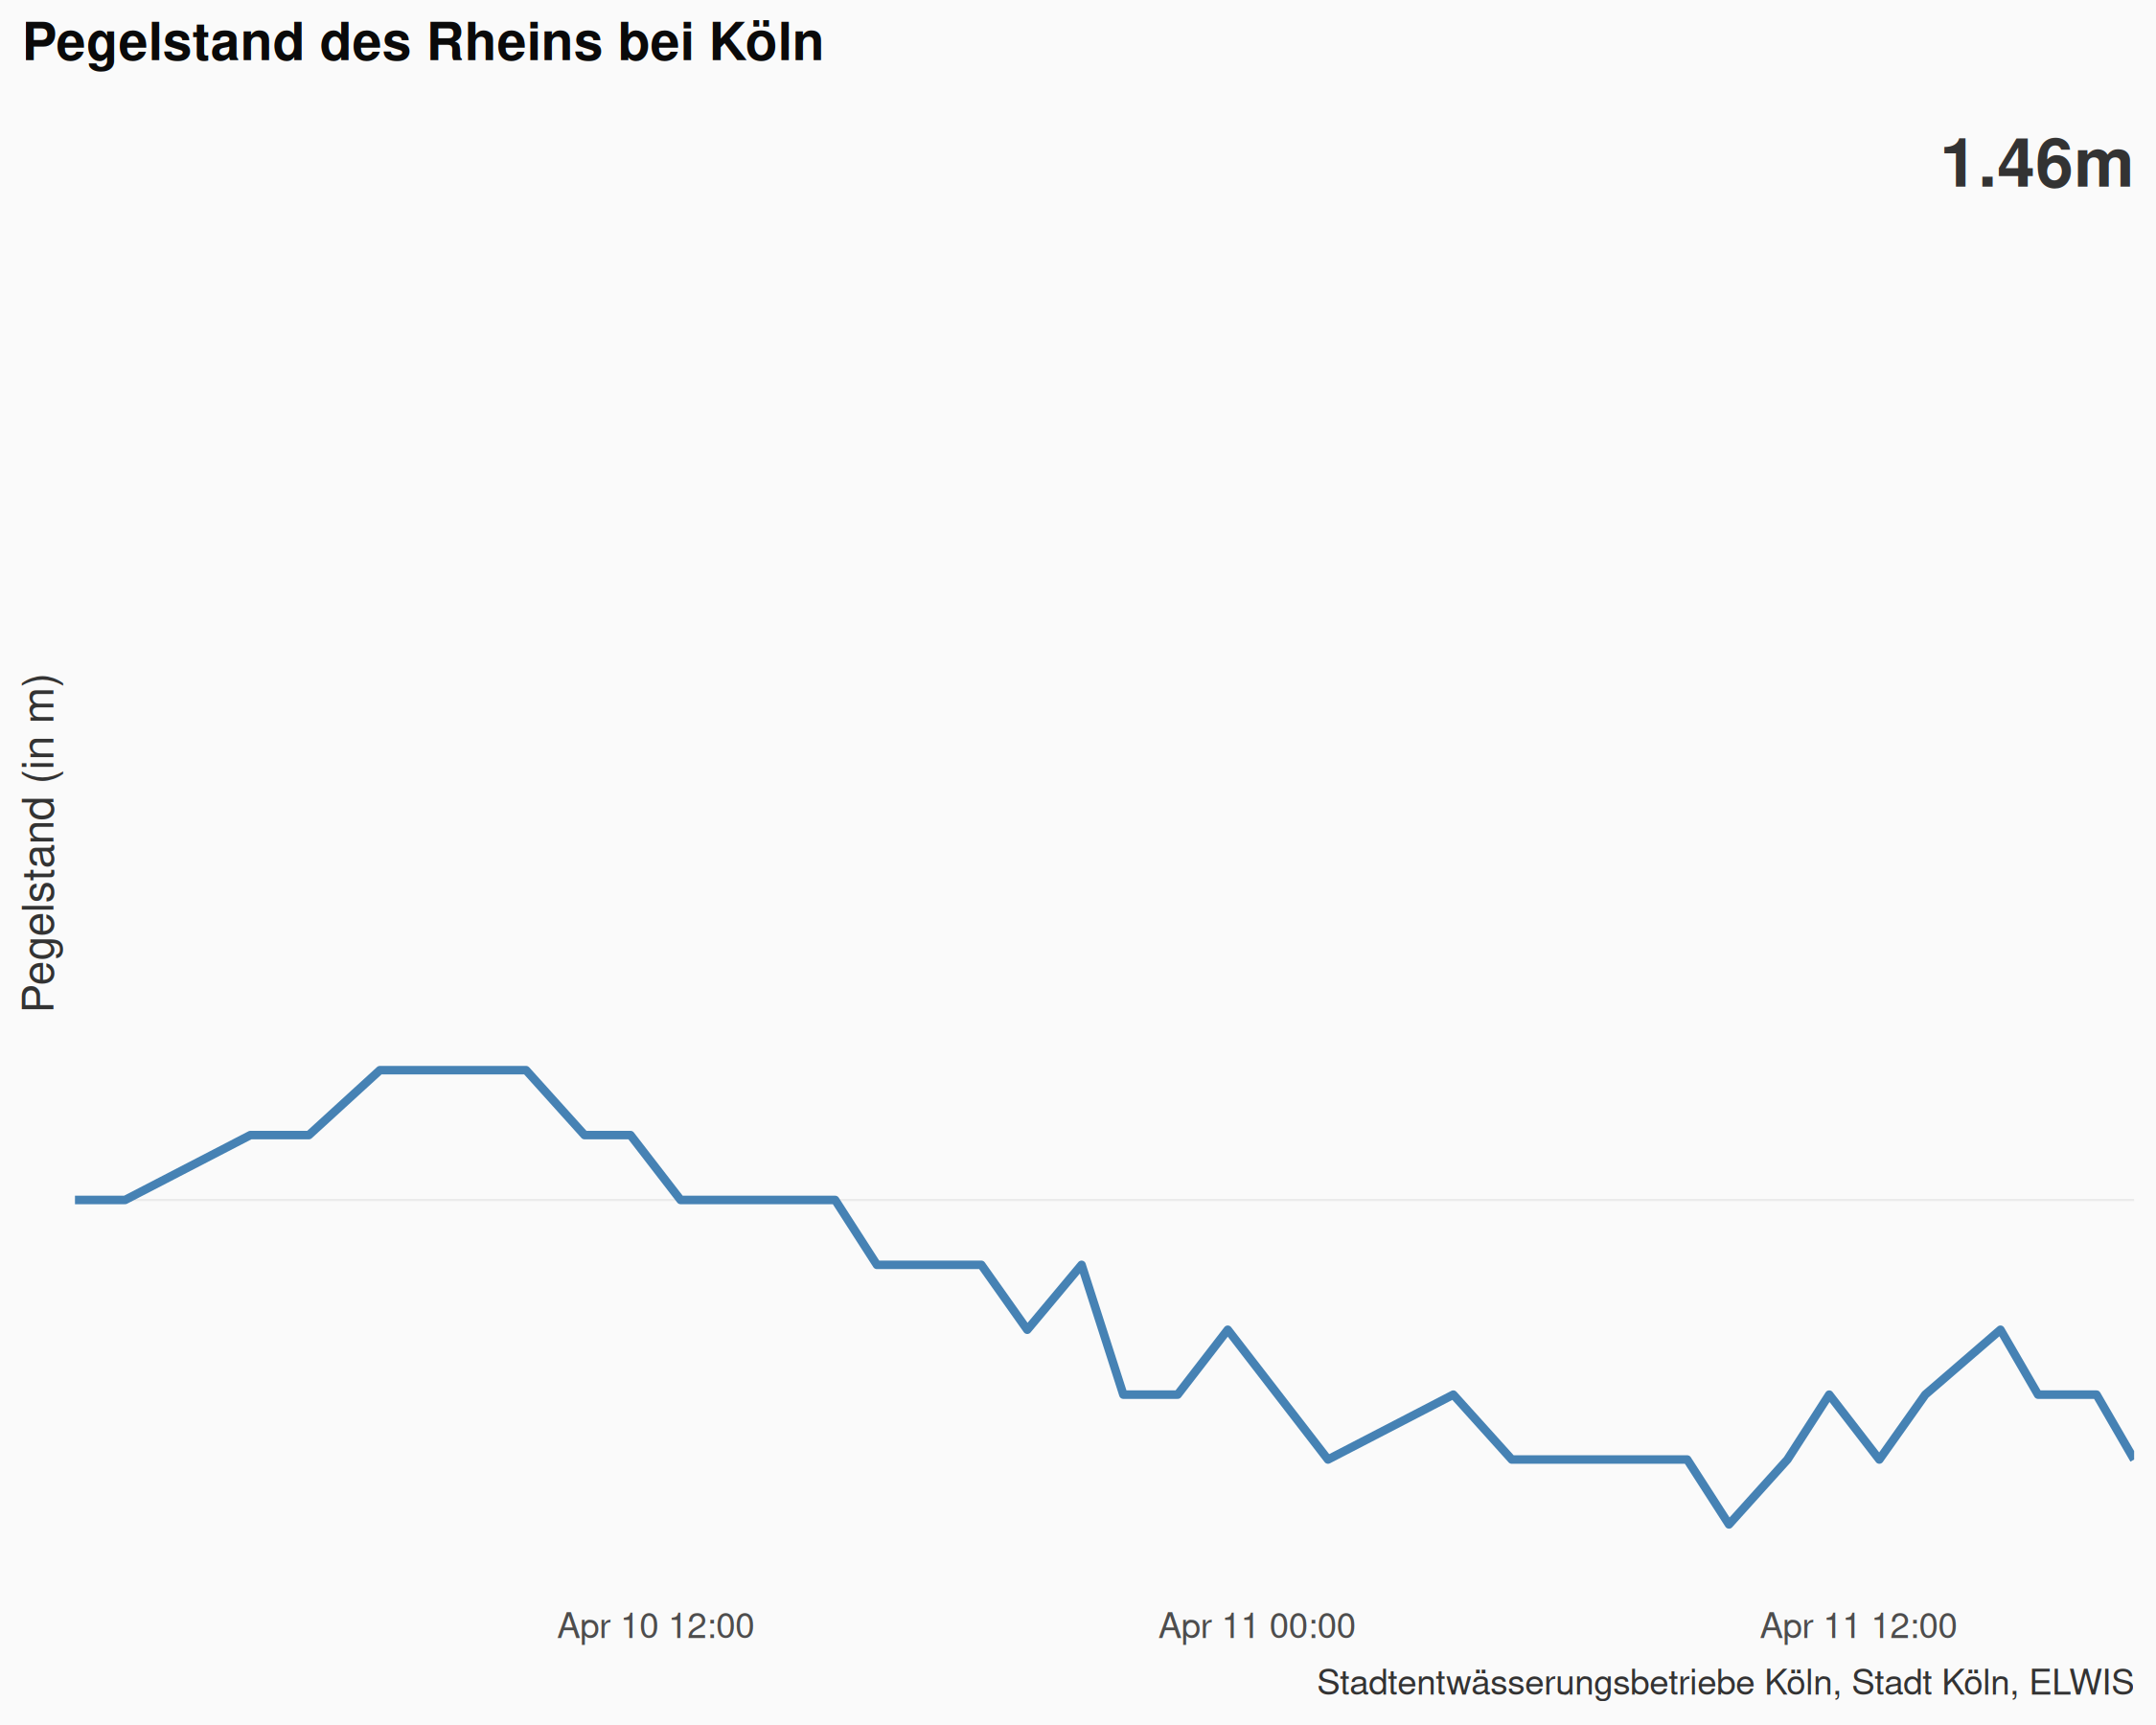 Pegelstand des Rheins bei Köln
1.46m
Pegelstand (in m)
Apr 10 12:00
Apr 11 00:00
Apr 11 12:00
Stadtentwässerungsbetriebe Köln, Stadt Köln, ELWIS